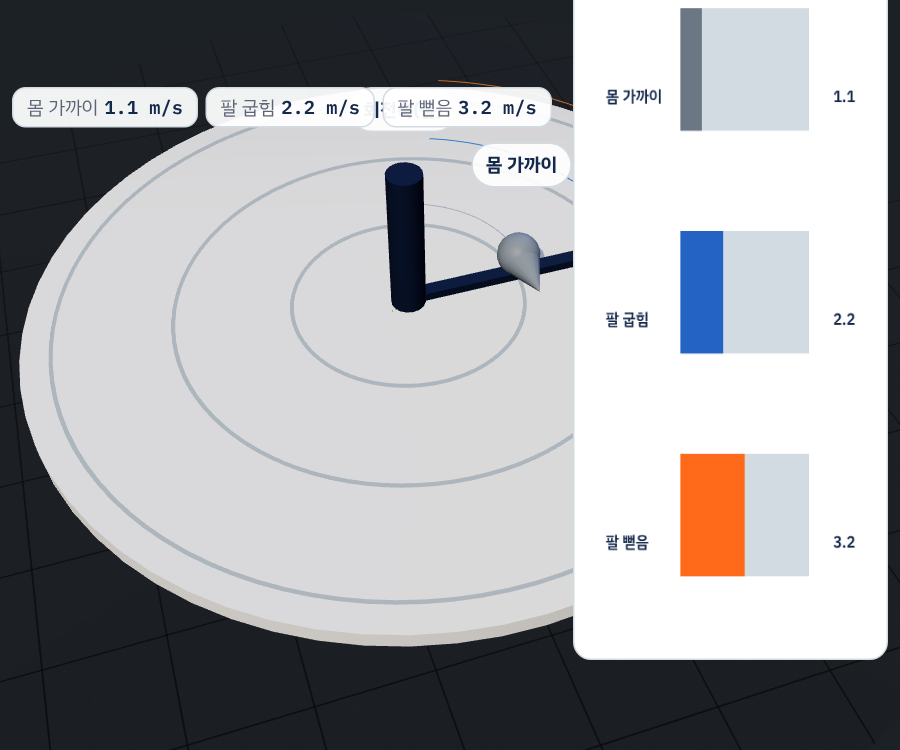 몸 가까이 1.1 m/s
팔 굽힘 2.2 m/s
팔 뻗음 3.2 m/s
몸 가까이
몸 가까이 1.1
팔 굽힘 2.2
팔 뻗음 3.2